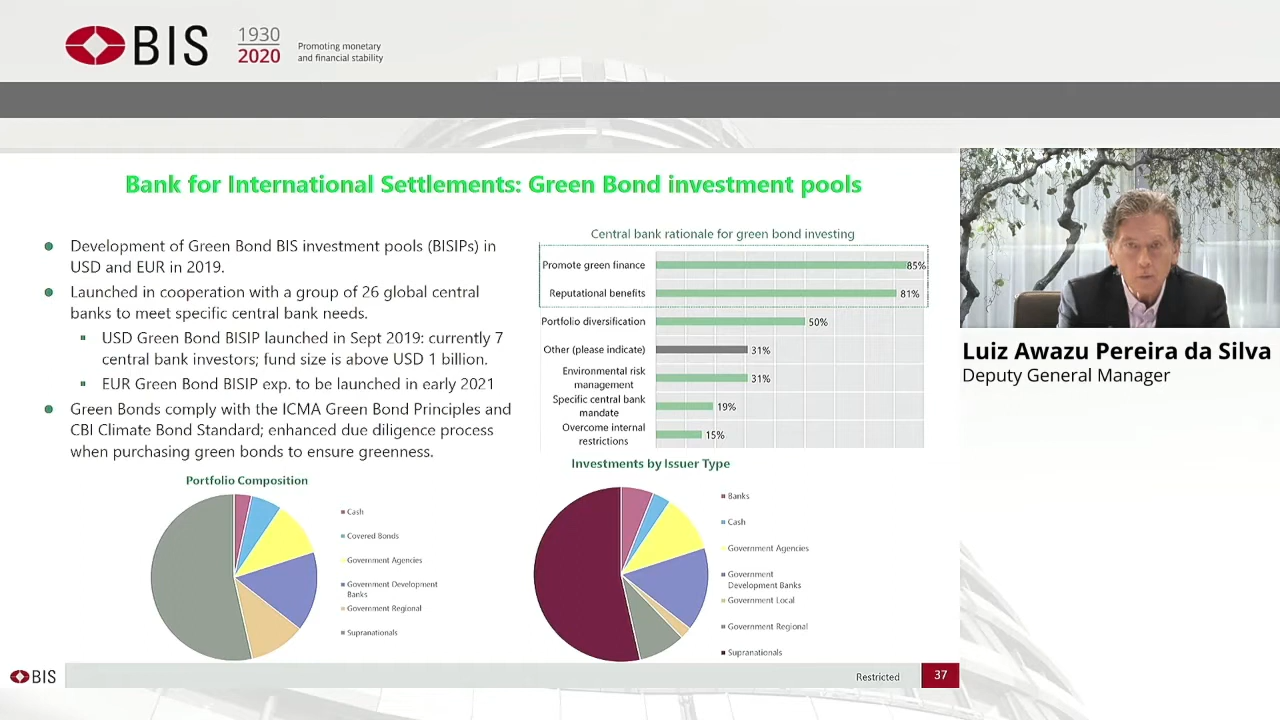 BIS
1930
2020
Promoting monetary
and financial stability
Bank for International Settlements: Green Bond investment pools
Development of Green Bond BIS investment pools (BISIPs) in
USD and EUR in 2019.
Launched in cooperation with a group of 26 global central
banks to meet specific central bank needs.
USD Green Bond BISIP launched in Sept 2019: currently 7
central bank investors; fund size is above USD 1 billion.
EUR Green Bond BISIP exp. to be launched in early 2021
Green Bonds comply with the ICMA Green Bond Principles and
CBI Climate Bond Standard; enhanced due diligence process
when purchasing green bonds to ensure greenness.
Central bank rationale for green bond investing
Promote green finance 85%
Reputational benefits 81%
Portfolio diversification 50%
Other (please indicate) 31%
Environmental risk
management 31%
Specific central bank
mandate 19%
Overcome internal
restrictions 15%
Portfolio Composition
Cash
Covered Bonds
Government Agencies
Government Development
Banks
Government Regional
Supranationals
Investments by Issuer Type
Banks
Cash
Government Agencies
Government
Development Banks
Government Local
Government Regional
Supranationals
Luiz Awazu Pereira da Silva
Deputy General Manager
BIS
Restricted
37